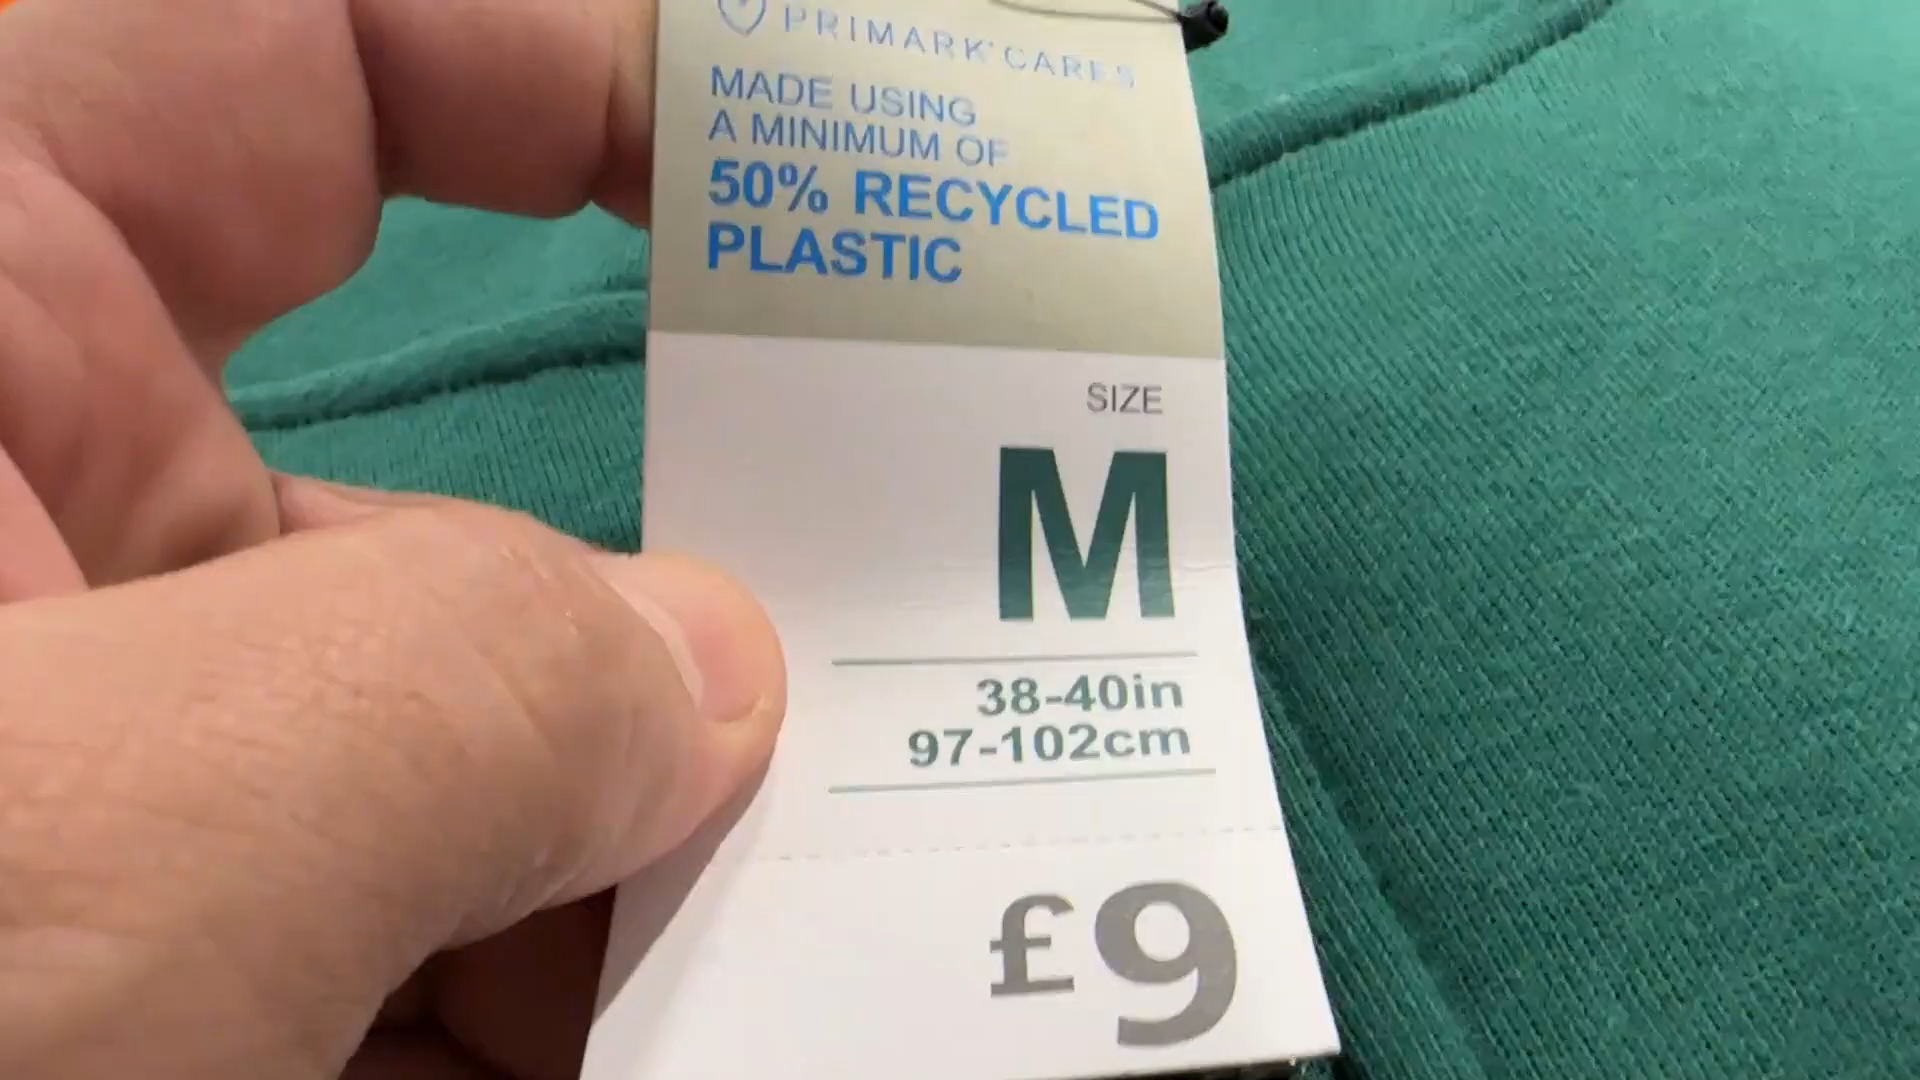 PRIMARK CARES
MADE USING
A MINIMUM OF
50% RECYCLED
PLASTIC
SIZE
M
38-40in
97-102cm
£9